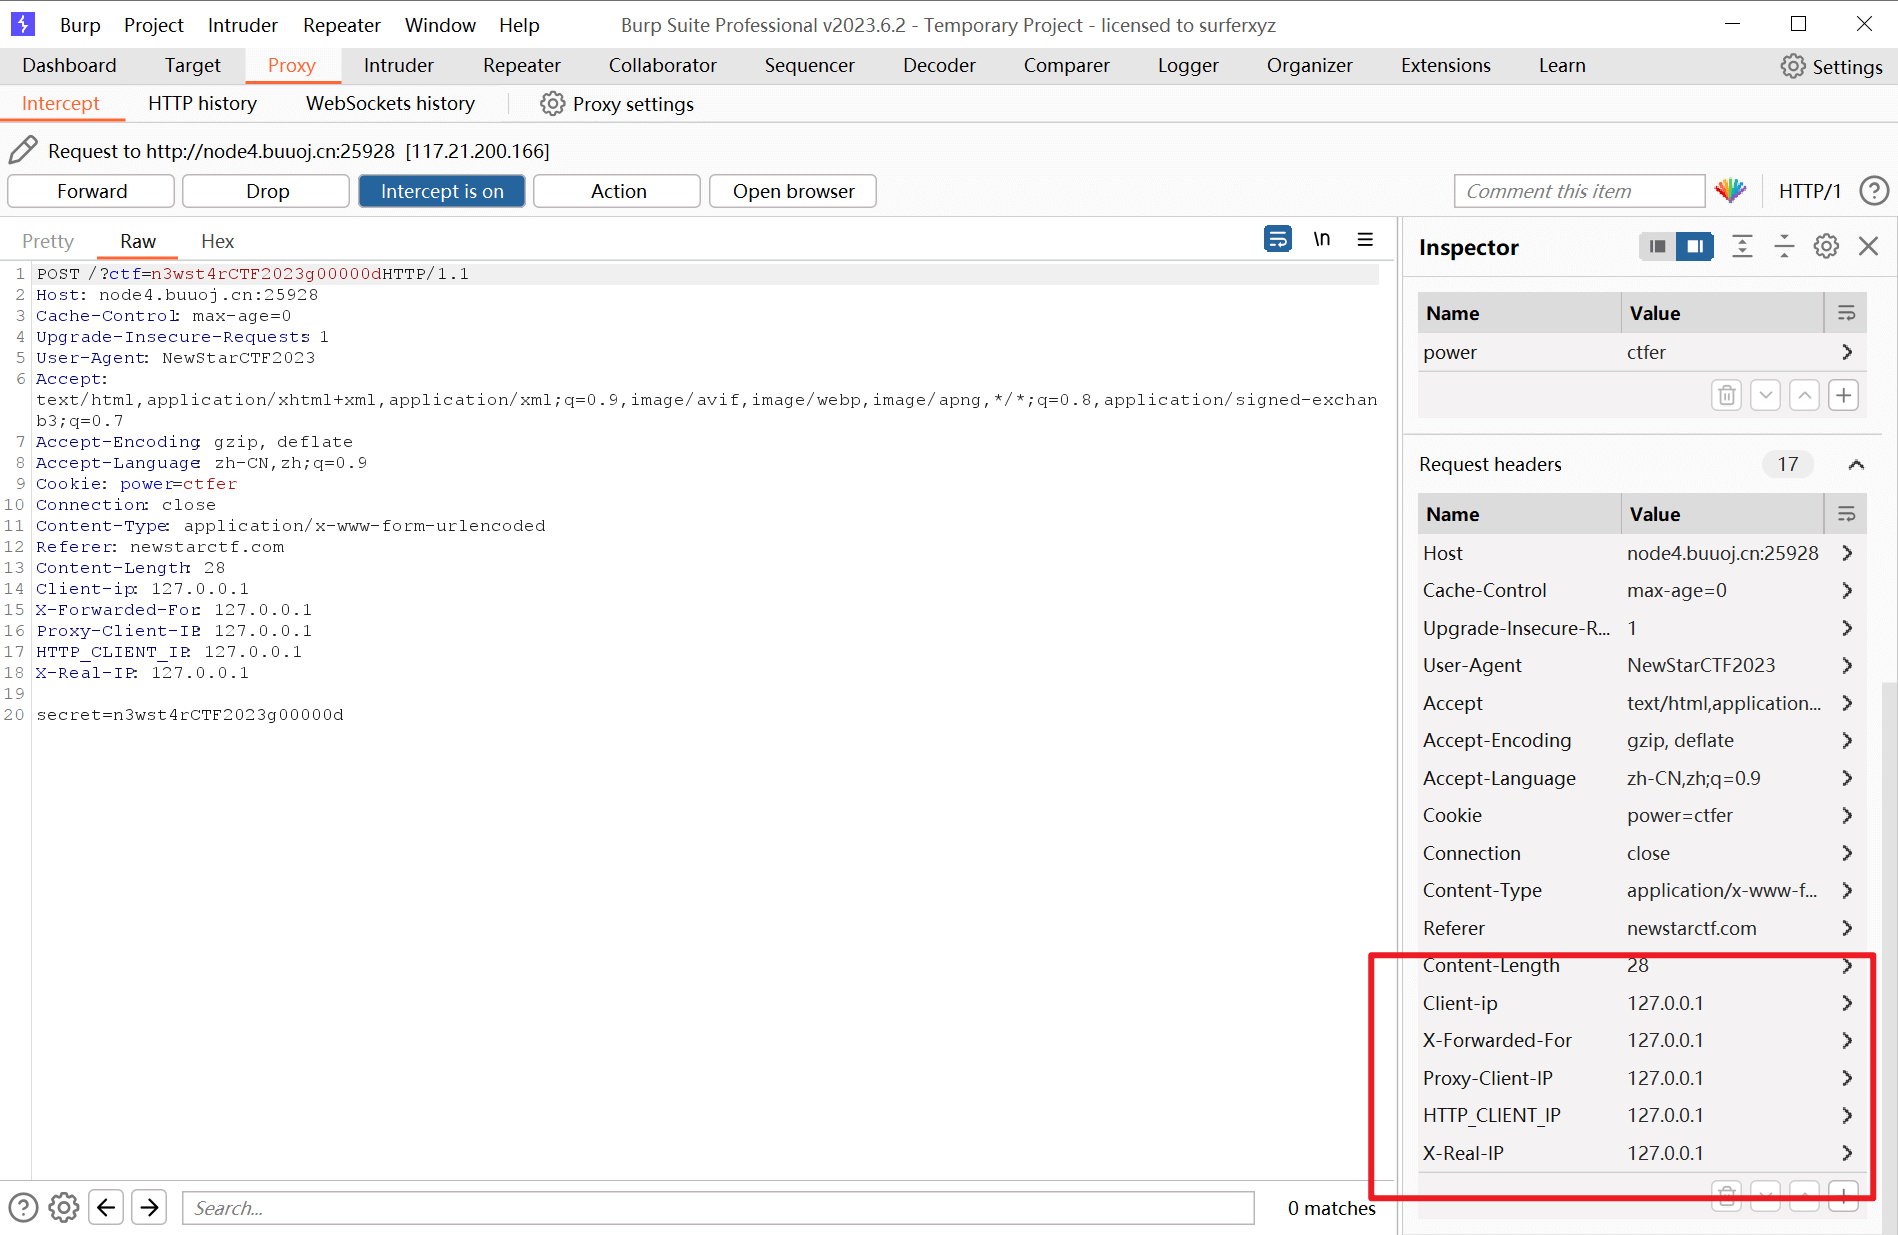 Burp Project Intruder Repeater Window Help Burp Suite Professional v2023.6.2 - Temporary Project - licensed to surferxyz
Dashboard Target Proxy Intruder Repeater Collaborator Sequencer Decoder Comparer Logger Organizer Extensions Learn Settings
Intercept HTTP history WebSockets history Proxy settings
Request to http://node4.buuoj.cn:25928 [117.21.200.166]
Forward Drop Intercept is on Action Open browser Comment this item HTTP/1
Pretty Raw Hex \n
1 POST /?ctf=n3wst4rCTF2023g00000d HTTP/1.1
2 Host: node4.buuoj.cn:25928
3 Cache-Control: max-age=0
4 Upgrade-Insecure-Requests: 1
5 User-Agent: NewStarCTF2023
6 Accept:
text/html,application/xhtml+xml,application/xml;q=0.9,image/avif,image/webp,image/apng,*/*;q=0.8,application/signed-exchan
b3;q=0.7
7 Accept-Encoding: gzip, deflate
8 Accept-Language: zh-CN,zh;q=0.9
9 Cookie: power=ctfer
10 Connection: close
11 Content-Type: application/x-www-form-urlencoded
12 Referer: newstarctf.com
13 Content-Length: 28
14 Client-ip: 127.0.0.1
15 X-Forwarded-For: 127.0.0.1
16 Proxy-Client-IP: 127.0.0.1
17 HTTP_CLIENT_IP: 127.0.0.1
18 X-Real-IP: 127.0.0.1
19
20 secret=n3wst4rCTF2023g00000d
Search... 0 matches
Inspector
Name Value
power ctfer
Request headers 17
Name Value
Host node4.buuoj.cn:25928
Cache-Control max-age=0
Upgrade-Insecure-R... 1
User-Agent NewStarCTF2023
Accept text/html,application...
Accept-Encoding gzip, deflate
Accept-Language zh-CN,zh;q=0.9
Cookie power=ctfer
Connection close
Content-Type application/x-www-f...
Referer newstarctf.com
Content-Length 28
Client-ip 127.0.0.1
X-Forwarded-For 127.0.0.1
Proxy-Client-IP 127.0.0.1
HTTP_CLIENT_IP 127.0.0.1
X-Real-IP 127.0.0.1